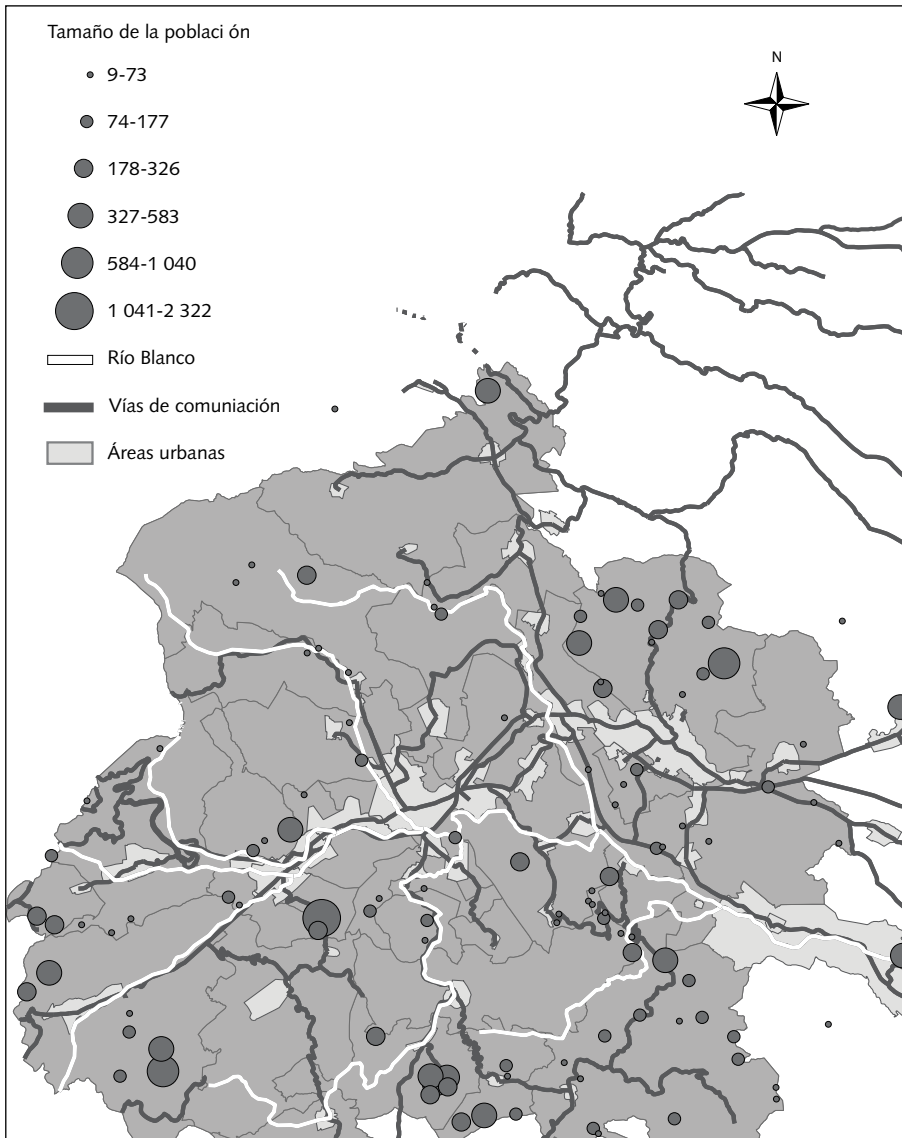 Tamaño de la poblaci ón
9-73
74-177
178-326
327-583
584-1 040
1 041-2 322
Río Blanco
Vías de comuniación
Áreas urbanas
N